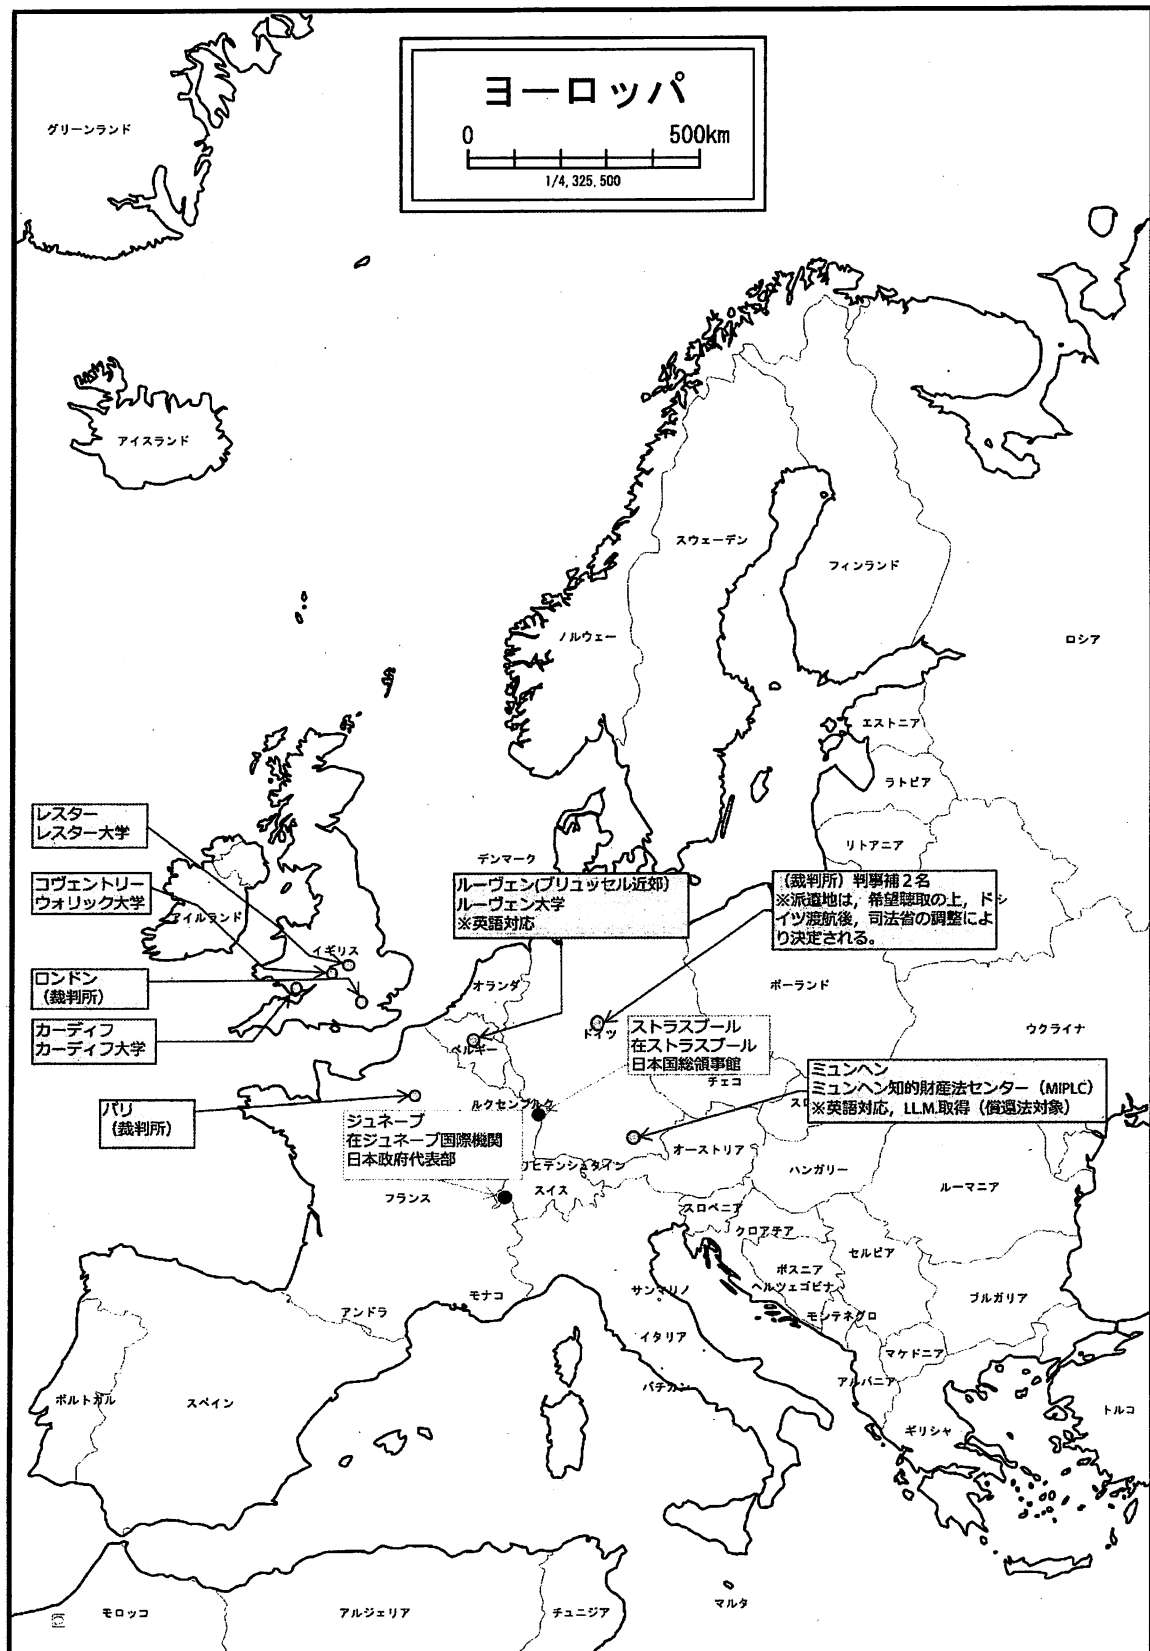 ヨーロッパ
0 500km
1/4,325,500
グリーンランド
アイスランド
スウェーデン
フィンランド
ノルウェー
ロシア
エストニア
ラトビア
リトアニア
デンマーク
レスター
レスター大学
コヴェントリー
ウォリック大学
アイルランド
イギリス
ロンドン
(裁判所)
カーディフ
カーディフ大学
ルーヴェン(ブリュッセル近郊)
ルーヴェン大学
※英語対応
(裁判所)判事補2名
※派遣地は,希望聴取の上,ド
イツ渡航後,司法省の調整によ
り決定される。
オランダ
ポーランド
ベルギー
ドイツ
ウクライナ
ストラスブール
在ストラスブール
日本国総領事館
チェコ
スロ
ミュンヘン
ミュンヘン知的財産法センター(MIPLC)
※英語対応,LL.M.取得(償還法対象)
パリ
(裁判所)
ルクセンブルク
ジュネーブ
在ジュネーブ国際機関
日本政府代表部
リヒテンシュタイン
オーストリア
ハンガリー
ルーマニア
フランス
スイス
スロベニア
クロアチア
セルビア
ボスニア
ヘルツェゴビナ
モンテネグロ
ブルガリア
アンドラ
モナコ
サンマリノ
イタリア
マケドニア
アルバニア
バチカン
ポルトガル
スペイン
ギリシャ
トルコ
モロッコ
アルジェリア
チュニジア
マルタ